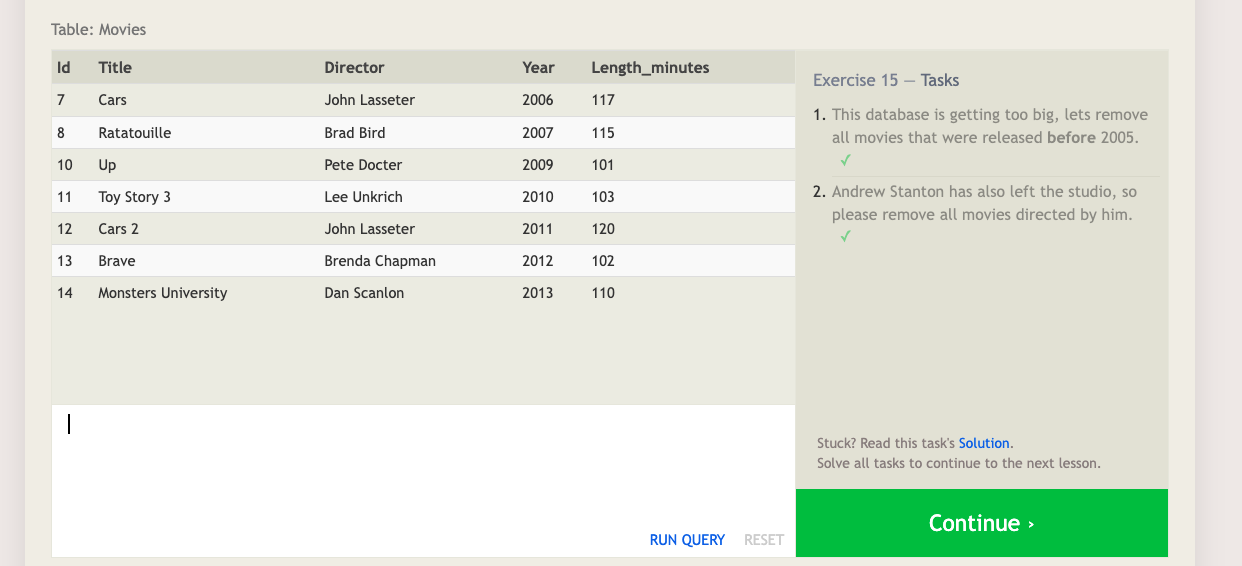 Table: Movies
Id Title Director Year Length_minutes
7 Cars John Lasseter 2006 117
8 Ratatouille Brad Bird 2007 115
10 Up Pete Docter 2009 101
11 Toy Story 3 Lee Unkrich 2010 103
12 Cars 2 John Lasseter 2011 120
13 Brave Brenda Chapman 2012 102
14 Monsters University Dan Scanlon 2013 110
RUN QUERY RESET
Exercise 15 — Tasks
1. This database is getting too big, lets remove
all movies that were released before 2005.
✓
2. Andrew Stanton has also left the studio, so
please remove all movies directed by him.
✓
Stuck? Read this task's Solution.
Solve all tasks to continue to the next lesson.
Continue ›